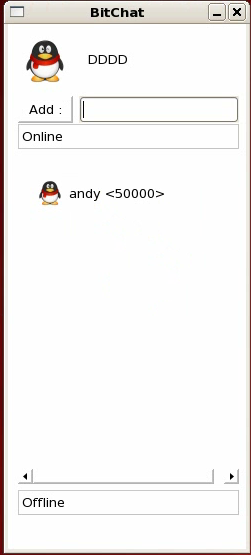 BitChat
DDDD
Add :
Online
andy <50000>
Offline